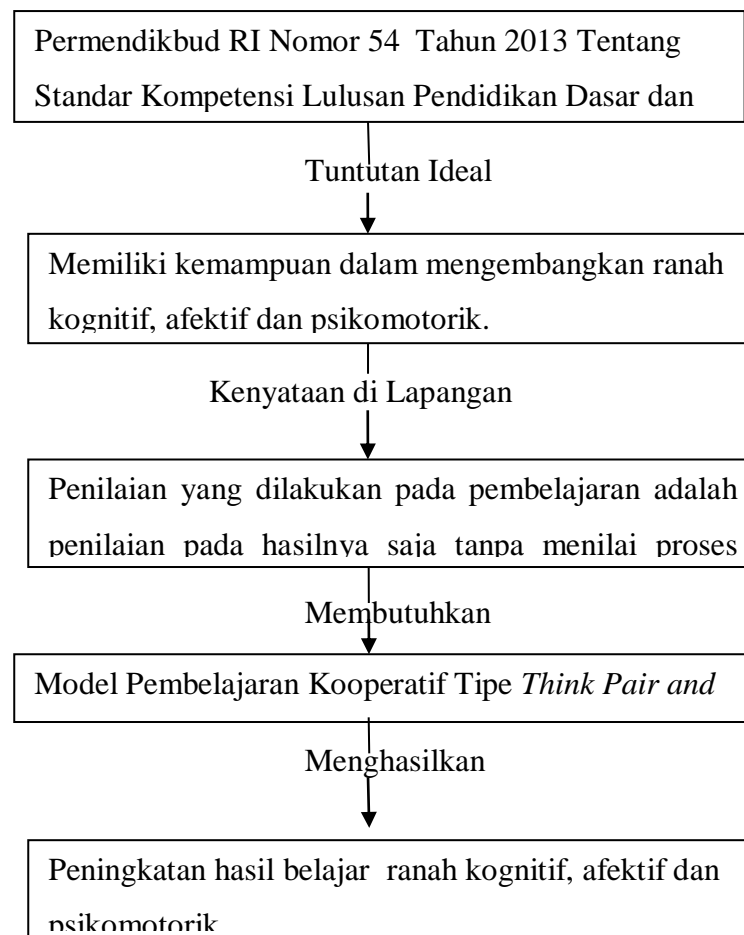 Permendikbud RI Nomor 54 Tahun 2013 Tentang
Standar Kompetensi Lulusan Pendidikan Dasar dan
Tuntutan Ideal
Memiliki kemampuan dalam mengembangkan ranah
kognitif, afektif dan psikomotorik.
Kenyataan di Lapangan
Penilaian yang dilakukan pada pembelajaran adalah
penilaian pada hasilnya saja tanpa menilai proses
Membutuhkan
Model Pembelajaran Kooperatif Tipe Think Pair and
Menghasilkan
Peningkatan hasil belajar ranah kognitif, afektif dan
psikomotorik